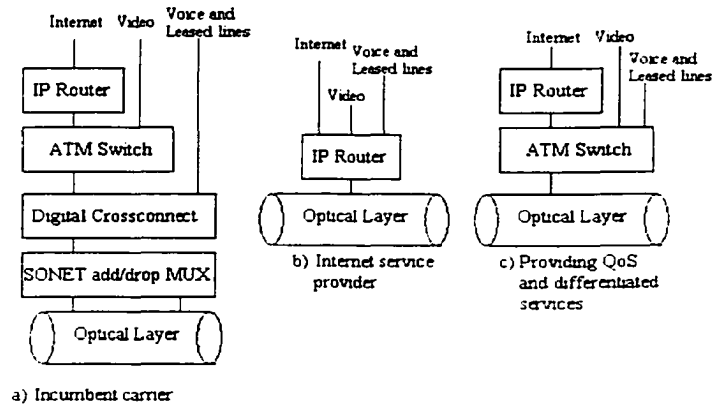 Internet
Video
Voice and
Leased lines
IP Router
ATM Switch
Digital Crossconnect
SONET add/drop MUX
Optical Layer
a) Incumbent carrier
Internet
Voice and
Leased lines
Video
IP Router
Optical Layer
b) Internet service
provider
Internet
Video
Voice and
Leased lines
IP Router
ATM Switch
Optical Layer
c) Providing QoS
and differentiated
services